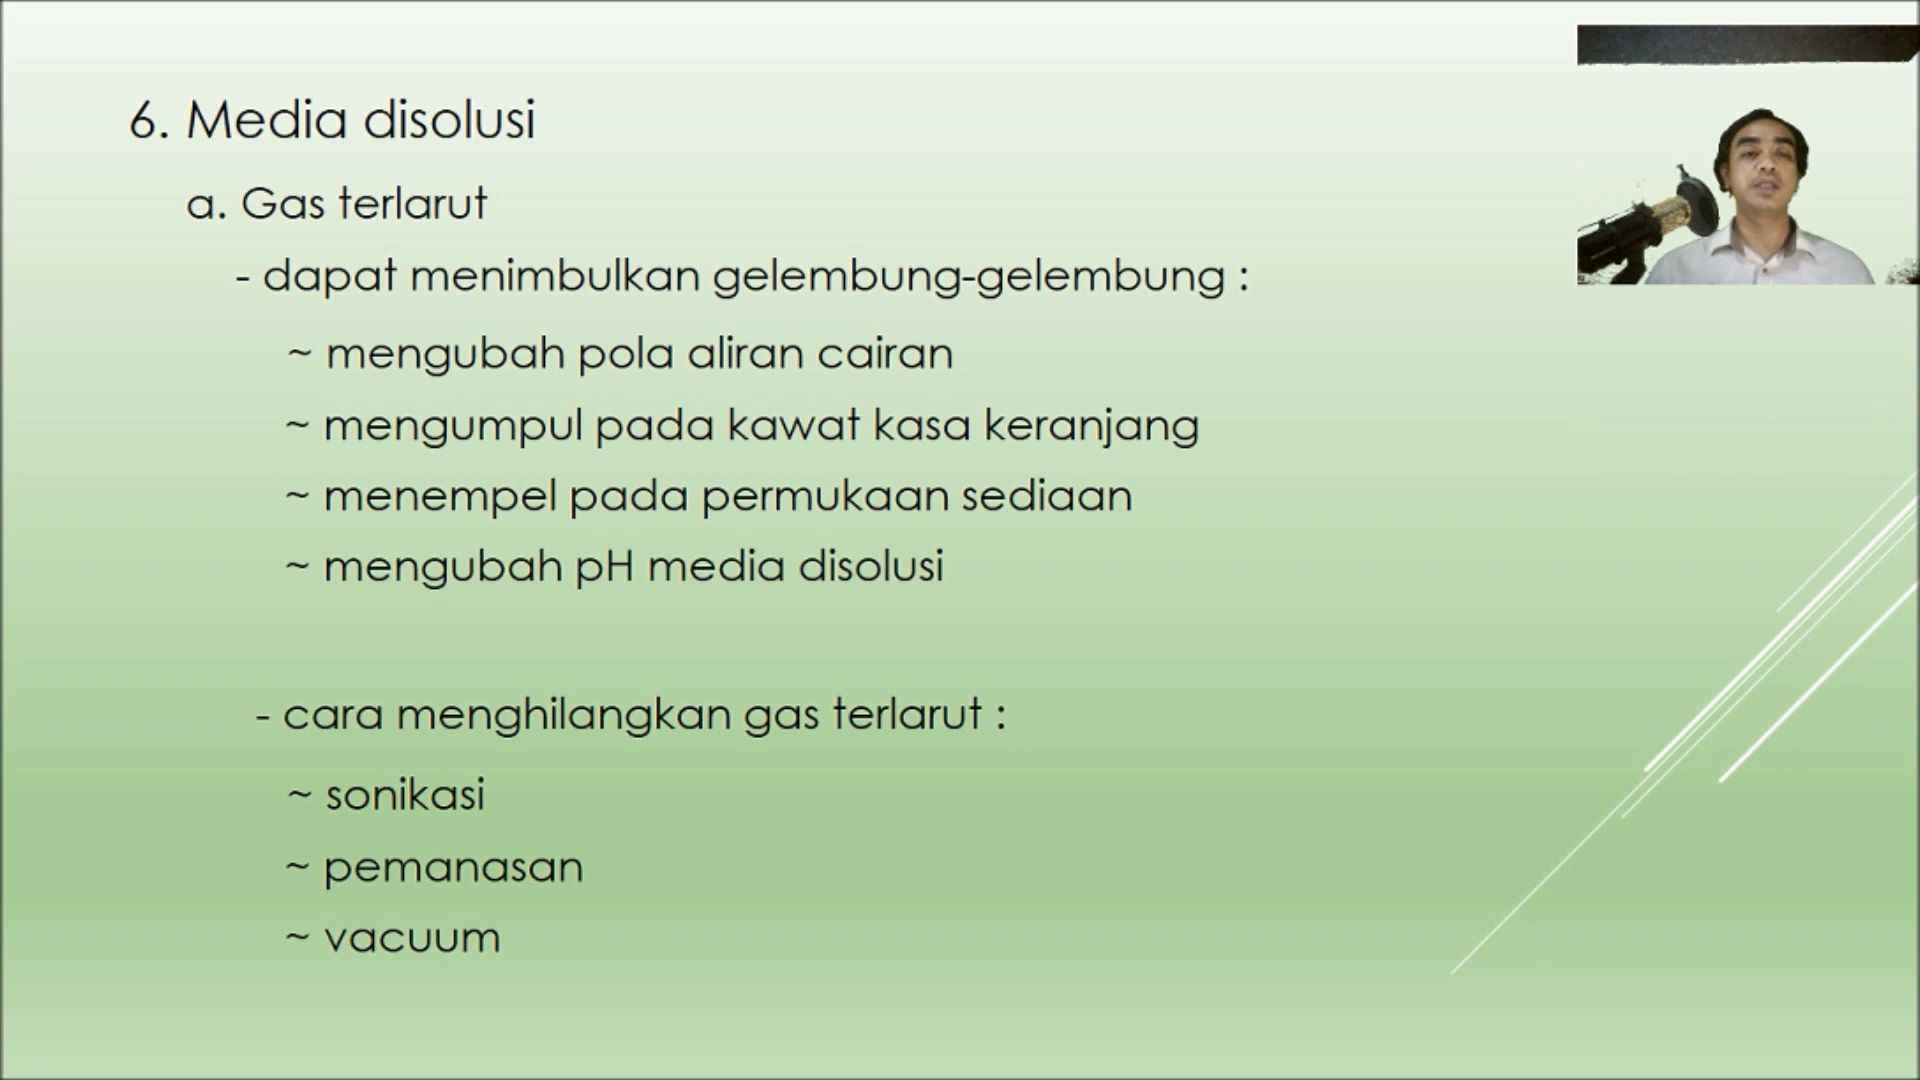 6. Media disolusi
a. Gas terlarut
- dapat menimbulkan gelembung-gelembung :
~ mengubah pola aliran cairan
~ mengumpul pada kawat kasa keranjang
~ menempel pada permukaan sediaan
~ mengubah pH media disolusi
- cara menghilangkan gas terlarut :
~ sonikasi
~ pemanasan
~ vacuum